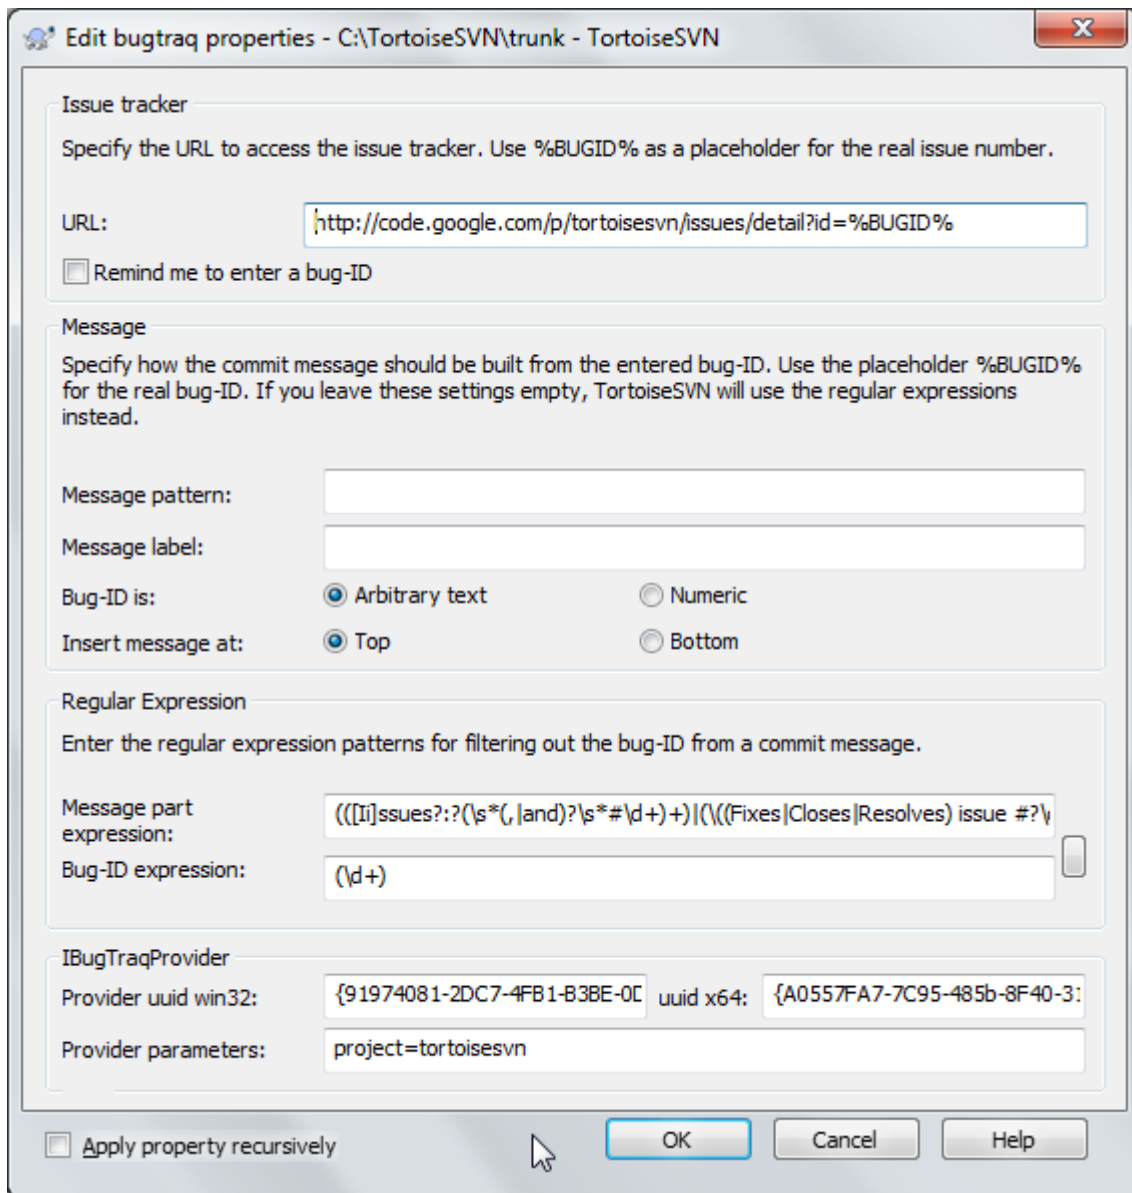 Edit bugtraq properties - C:\TortoiseSVN\trunk - TortoiseSVN
Issue tracker
Specify the URL to access the issue tracker. Use %BUGID% as a placeholder for the real issue number.
URL: http://code.google.com/p/tortoisesvn/issues/detail?id=%BUGID%
Remind me to enter a bug-ID
Message
Specify how the commit message should be built from the entered bug-ID. Use the placeholder %BUGID%
for the real bug-ID. If you leave these settings empty, TortoiseSVN will use the regular expressions
instead.
Message pattern:
Message label:
Bug-ID is: Arbitrary text Numeric
Insert message at: Top Bottom
Regular Expression
Enter the regular expression patterns for filtering out the bug-ID from a commit message.
Message part
expression:
(([Ii]ssues?:?(\s*(,|and)?\s*#\d+)+)|(\((Fixes|Closes|Resolves) issue #?\
Bug-ID expression: (\d+)
IBugTraqProvider
Provider uuid win32: {91974081-2DC7-4FB1-B3BE-0D uuid x64: {A0557FA7-7C95-485b-8F40-31
Provider parameters: project=tortoisesvn
Apply property recursively OK Cancel Help